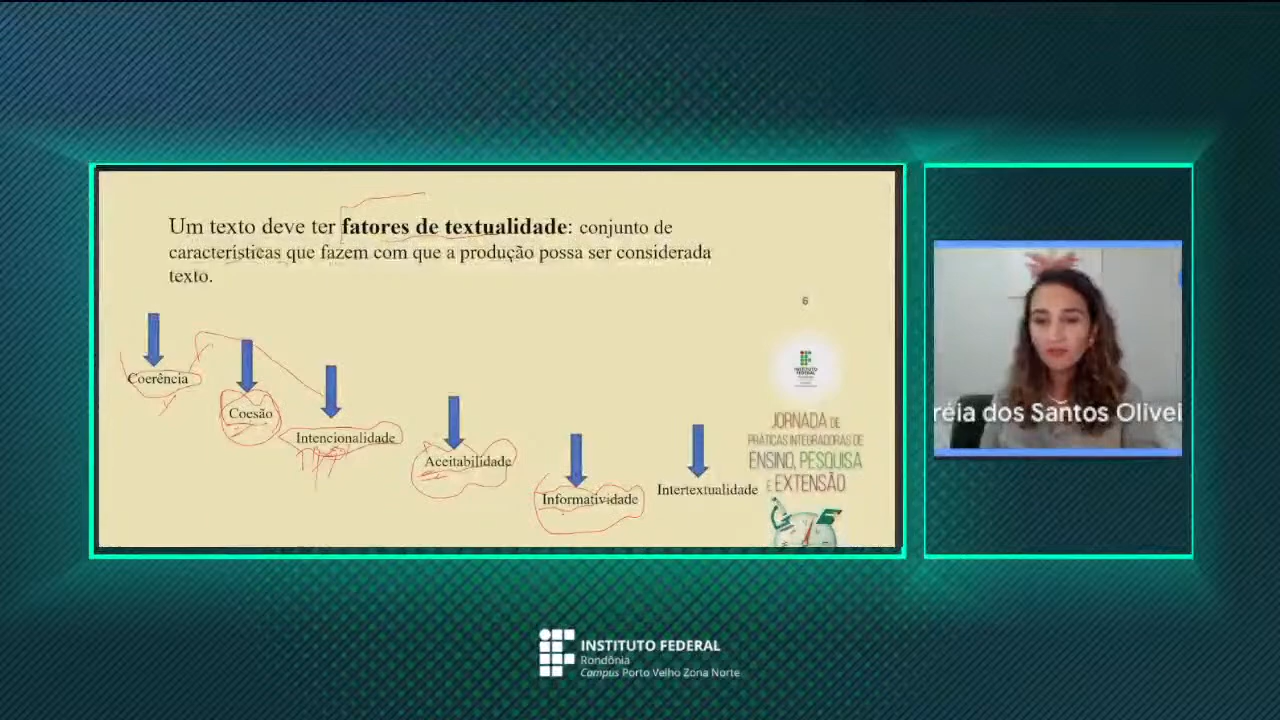 Um texto deve ter fatores de textualidade: conjunto de
características que fazem com que a produção possa ser considerada
texto.
6
Coerência
Coesão
Intencionalidade
Aceitabilidade
Informatividade
Intertextualidade
INSTITUTO
FEDERAL
JORNADA DE
PRÁTICAS INTEGRADORAS DE
ENSINO, PESQUISA
E EXTENSÃO
réia dos Santos Olivei
INSTITUTO FEDERAL
Rondônia
Campus Porto Velho Zona Norte